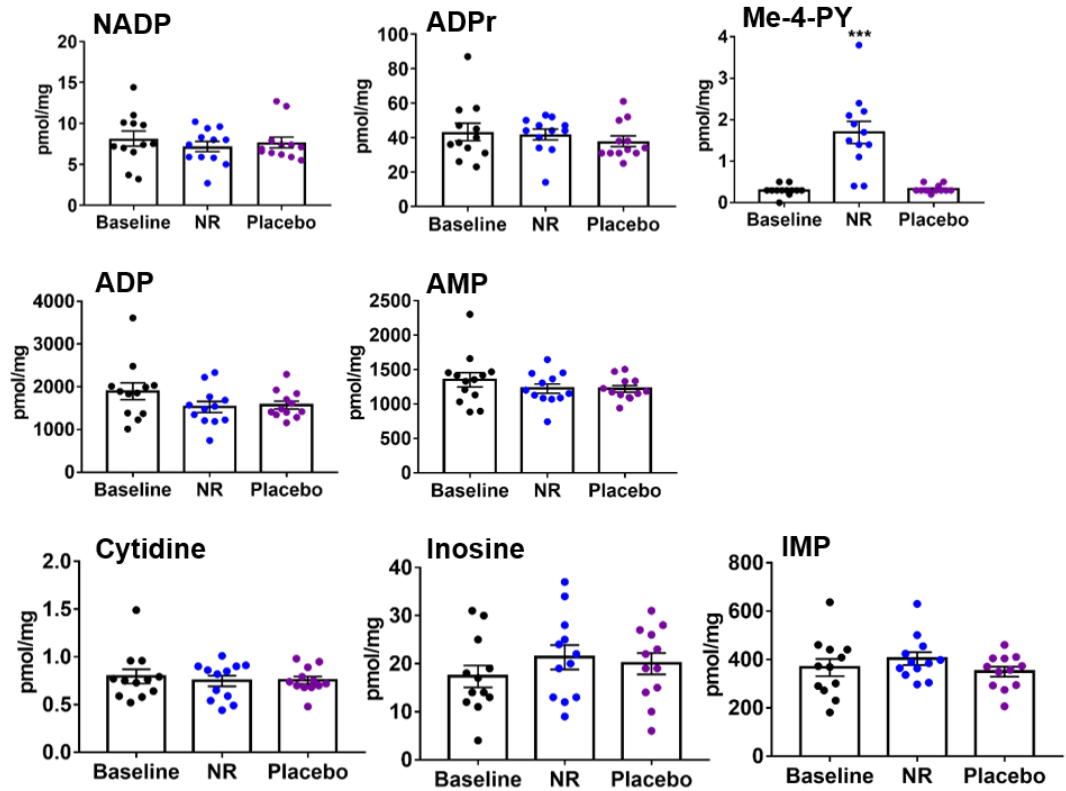 NADP
20
15
10
5
0
pmol/mg
Baseline NR Placebo
ADPr
100
80
60
40
20
0
pmol/mg
Baseline NR Placebo
Me-4-PY
***
4
3
2
1
0
pmol/mg
Baseline NR Placebo
ADP
4000
3000
2000
1000
0
pmol/mg
Baseline NR Placebo
AMP
2500
2000
1500
1000
500
0
pmol/mg
Baseline NR Placebo
Cytidine
2.0
1.5
1.0
0.5
0.0
pmol/mg
Baseline NR Placebo
Inosine
40
30
20
10
0
pmol/mg
Baseline NR Placebo
IMP
800
600
400
200
0
pmol/mg
Baseline NR Placebo